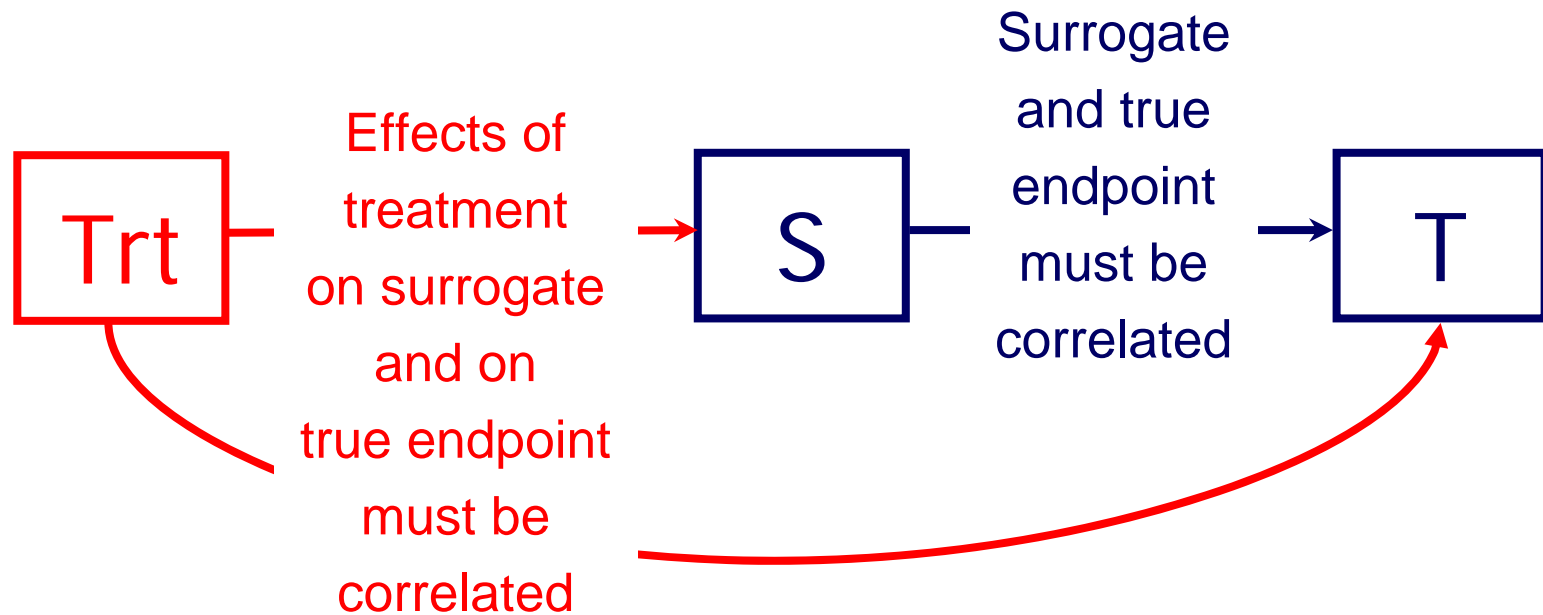 Trt
Effects of
treatment
on surrogate
and on
true endpoint
must be
correlated
S
Surrogate
and true
endpoint
must be
correlated
T